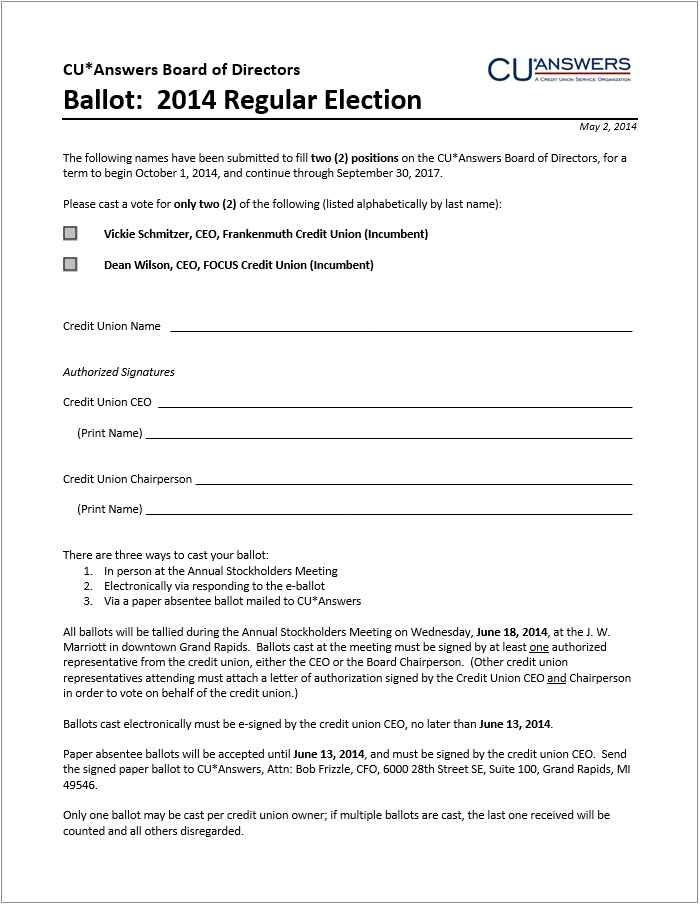 CU*Answers Board of Directors
CU*ANSWERS
A CREDIT UNION SERVICE ORGANIZATION
Ballot:  2014 Regular Election
May 2, 2014
The following names have been submitted to fill two (2) positions on the CU*Answers Board of Directors, for a
term to begin October 1, 2014, and continue through September 30, 2017.
Please cast a vote for only two (2) of the following (listed alphabetically by last name):
Vickie Schmitzer, CEO, Frankenmuth Credit Union (Incumbent)
Dean Wilson, CEO, FOCUS Credit Union (Incumbent)
Credit Union Name
Authorized Signatures
Credit Union CEO
(Print Name)
Credit Union Chairperson
(Print Name)
There are three ways to cast your ballot:
1. In person at the Annual Stockholders Meeting
2. Electronically via responding to the e-ballot
3. Via a paper absentee ballot mailed to CU*Answers
All ballots will be tallied during the Annual Stockholders Meeting on Wednesday, June 18, 2014, at the J. W.
Marriott in downtown Grand Rapids.  Ballots cast at the meeting must be signed by at least one authorized
representative from the credit union, either the CEO or the Board Chairperson.  (Other credit union
representatives attending must attach a letter of authorization signed by the Credit Union CEO and Chairperson
in order to vote on behalf of the credit union.)
Ballots cast electronically must be e-signed by the credit union CEO, no later than June 13, 2014.
Paper absentee ballots will be accepted until June 13, 2014, and must be signed by the credit union CEO.  Send
the signed paper ballot to CU*Answers, Attn: Bob Frizzle, CFO, 6000 28th Street SE, Suite 100, Grand Rapids, MI
49546.
Only one ballot may be cast per credit union owner; if multiple ballots are cast, the last one received will be
counted and all others disregarded.